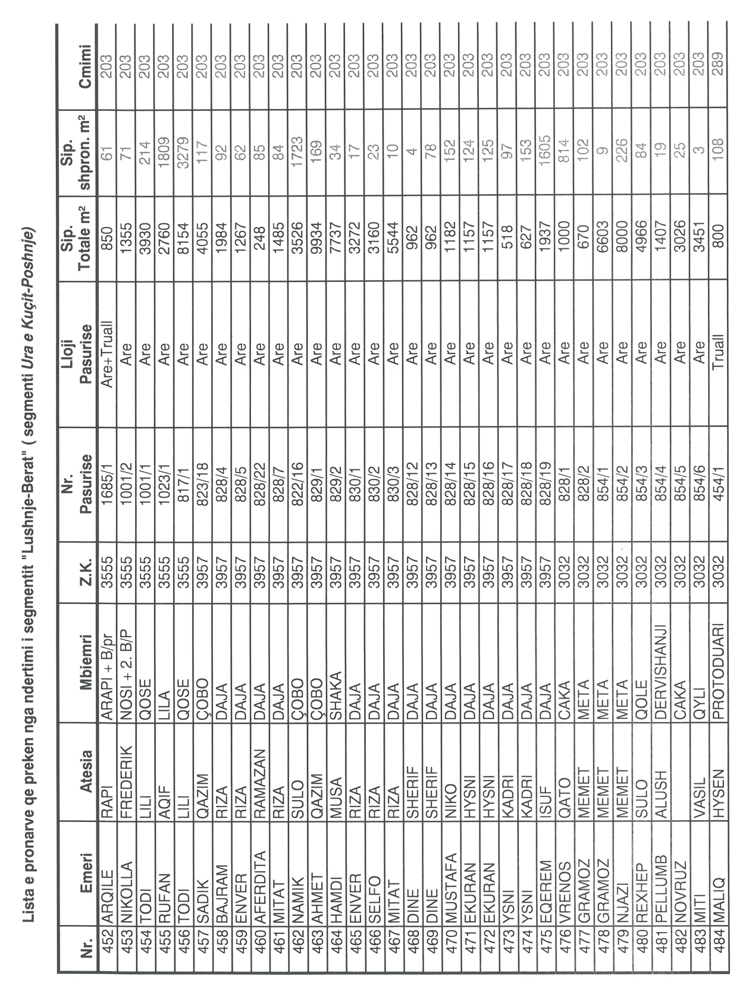 Lista e pronarve qe preken nga ndertimi i segmentit "Lushnje-Berat" ( segmenti Ura e Kuçit-Poshnje)
Nr. Emeri Atesia Mbiemri Z.K. Nr. Pasurise Lloji Pasurise Sip. Totale m² Sip. shpron. m² Cmimi
452 ARQILE RAPI ARAPI + B/pr 3555 1685/1 Are+Truall 850 61 203
453 NIKOLLA FREDERIK NOSI + 2. B/P 3555 1001/2 Are 1355 71 203
454 TODI LILI QOSE 3555 1001/1 Are 3930 214 203
455 RUFAN AQIF LILA 3555 1023/1 Are 2760 1809 203
456 TODI LILI QOSE 3555 817/1 Are 8154 3279 203
457 SADIK QAZIM ÇOBO 3957 823/18 Are 4055 117 203
458 BAJRAM RIZA DAJA 3957 828/4 Are 1984 92 203
459 ENVER RIZA DAJA 3957 828/5 Are 1267 62 203
460 AFERDITA RAMAZAN DAJA 3957 828/22 Are 248 85 203
461 MITAT RIZA DAJA 3957 828/7 Are 1485 84 203
462 NAMIK SULO ÇOBO 3957 822/16 Are 3526 1723 203
463 AHMET QAZIM ÇOBO 3957 829/1 Are 9934 169 203
464 HAMDI MUSA SHAKA 3957 829/2 Are 7737 34 203
465 ENVER RIZA DAJA 3957 830/1 Are 3272 17 203
466 SELFO RIZA DAJA 3957 830/2 Are 3160 23 203
467 MITAT RIZA DAJA 3957 830/3 Are 5544 10 203
468 DINE SHERIF DAJA 3957 828/12 Are 962 4 203
469 DINE SHERIF DAJA 3957 828/13 Are 962 78 203
470 MUSTAFA NIKO DAJA 3957 828/14 Are 1182 152 203
471 EKURAN HYSNI DAJA 3957 828/15 Are 1157 124 203
472 EKURAN HYSNI DAJA 3957 828/16 Are 1157 125 203
473 YSNI KADRI DAJA 3957 828/17 Are 518 97 203
474 YSNI KADRI DAJA 3957 828/18 Are 627 153 203
475 EQEREM ISUF DAJA 3957 828/19 Are 1937 1605 203
476 VRENOS QATO CAKA 3032 828/1 Are 1000 814 203
477 GRAMOZ MEMET META 3032 828/2 Are 670 102 203
478 GRAMOZ MEMET META 3032 854/1 Are 6603 9 203
479 NJAZI MEMET META 3032 854/2 Are 8000 226 203
480 REXHEP SULO QOLE 3032 854/3 Are 4966 84 203
481 PELLUMB ALUSH DERVISHANJI 3032 854/4 Are 1407 19 203
482 NOVRUZ CAKA 3032 854/5 Are 3026 25 203
483 MITI VASIL QYLI 3032 854/6 Are 3451 3 203
484 MALIQ HYSEN PROTODUARI 3032 454/1 Truall 800 108 289